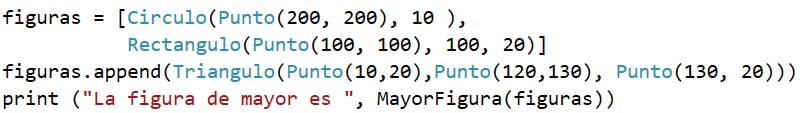 figuras = [Circulo(Punto(200, 200), 10 ),
Rectangulo(Punto(100, 100), 100, 20)]
figuras.append(Triangulo(Punto(10,20),Punto(120,130), Punto(130, 20)))
print ("La figura de mayor es ", MayorFigura(figuras))